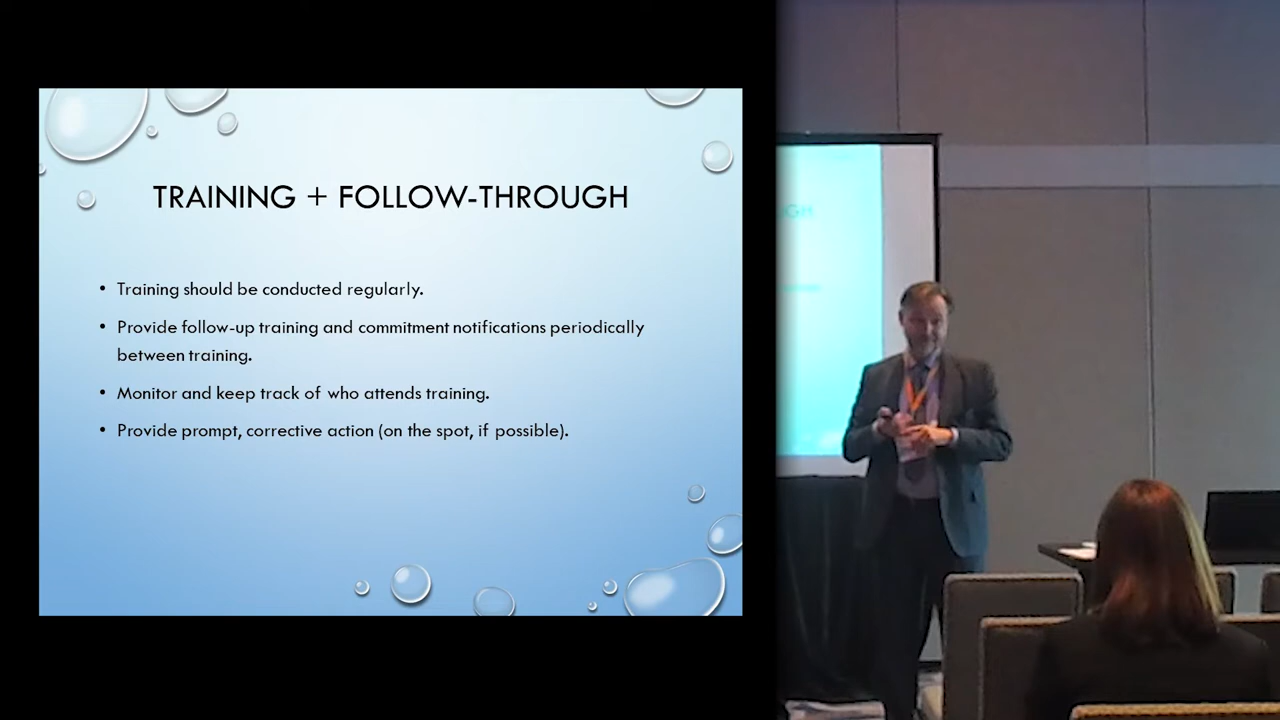 TRAINING + FOLLOW-THROUGH
• Training should be conducted regularly.
• Provide follow-up training and commitment notifications periodically
between training.
• Monitor and keep track of who attends training.
• Provide prompt, corrective action (on the spot, if possible).